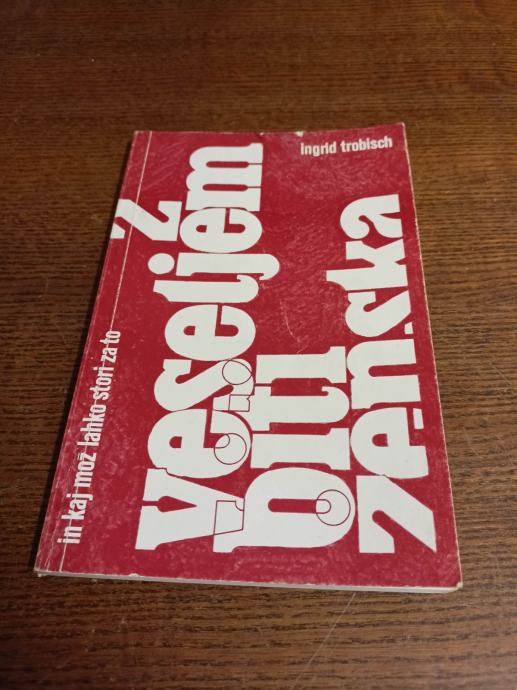 ingrid trobisch
z
veseljem
biti
ženska
in kaj mož lahko stori za to